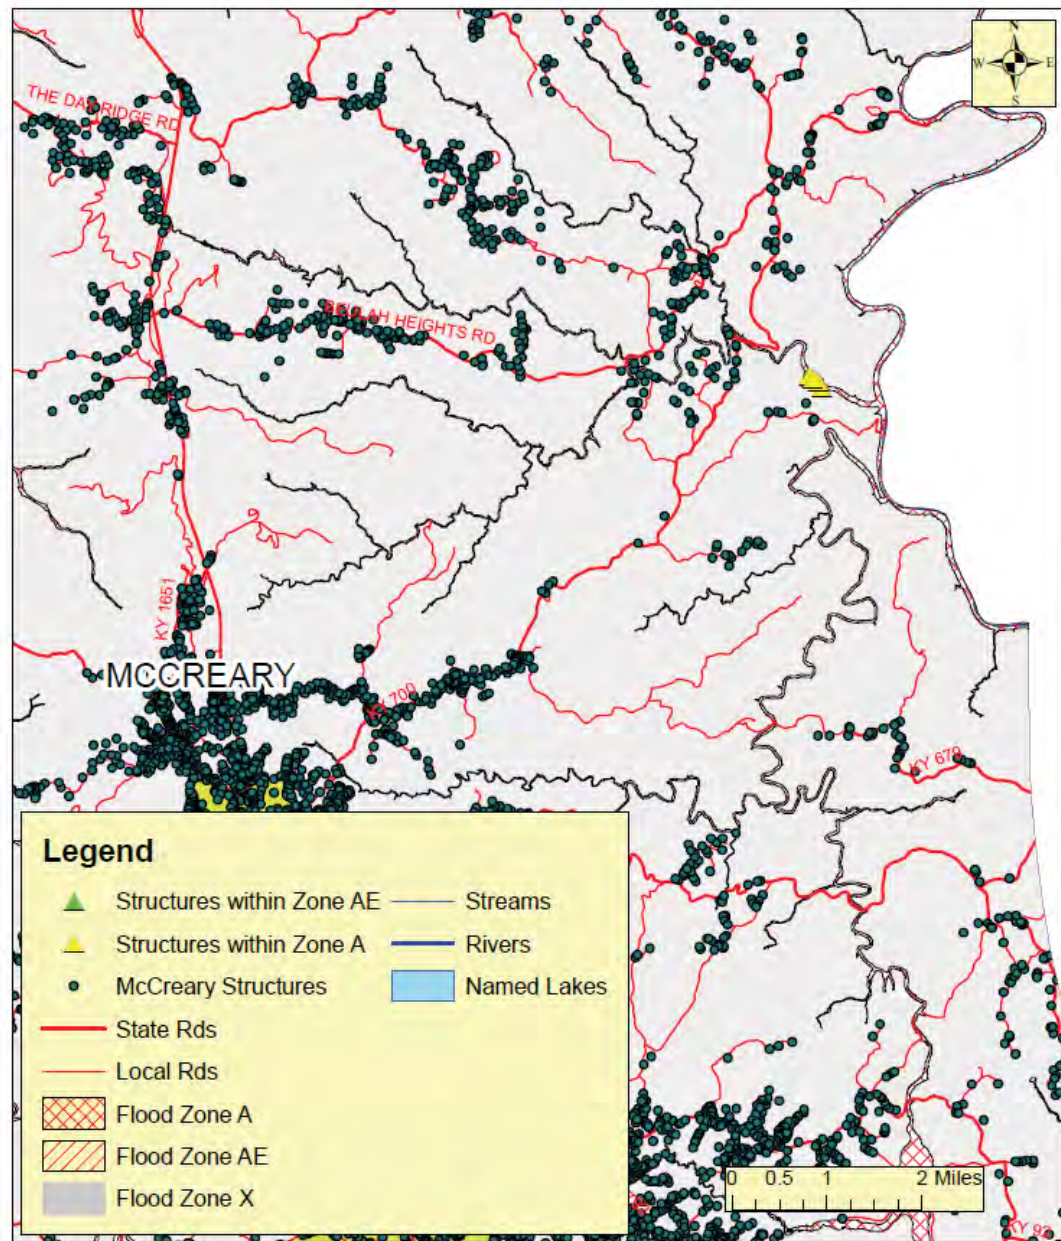 N
W E
S
THE DAY RIDGE RD
BEULAH HEIGHTS RD
KY 1651
MCCREARY
KY 700
KY 679
Legend
Structures within Zone AE
Structures within Zone A
McCreary Structures
State Rds
Local Rds
Flood Zone A
Flood Zone AE
Flood Zone X
Streams
Rivers
Named Lakes
0 0.5 1 2 Miles
KY 92